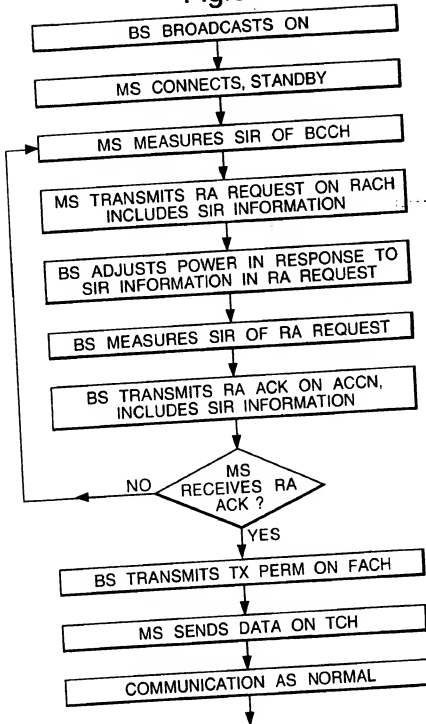 BS BROADCASTS ON
MS CONNECTS, STANDBY
MS MEASURES SIR OF BCCH
MS TRANSMITS RA REQUEST ON RACH
INCLUDES SIR INFORMATION
BS ADJUSTS POWER IN RESPONSE TO
SIR INFORMATION IN RA REQUEST
BS MEASURES SIR OF RA REQUEST
BS TRANSMITS RA ACK ON ACCN,
INCLUDES SIR INFORMATION
MS
RECEIVES RA
ACK ?
NO
YES
BS TRANSMITS TX PERM ON FACH
MS SENDS DATA ON TCH
COMMUNICATION AS NORMAL